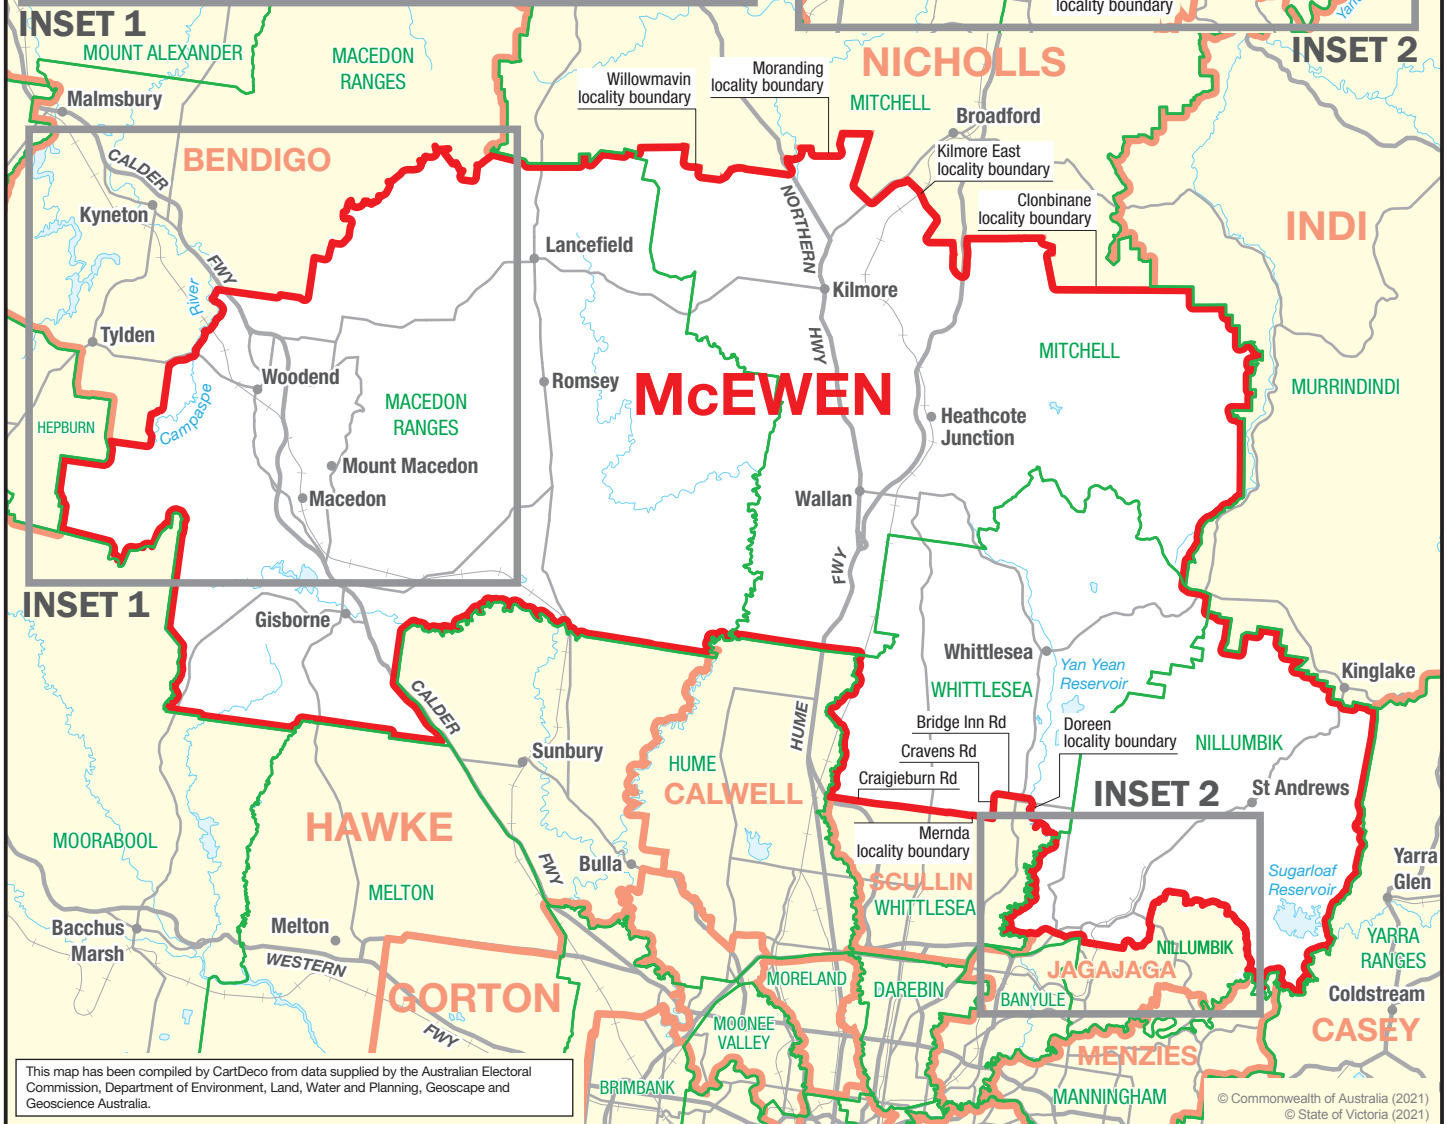 locality boundary
Yarra
INSET 1
INSET 2
MOUNT ALEXANDER
MACEDON
RANGES
NICHOLLS
Willowmavin
locality boundary
Moranding
locality boundary
MITCHELL
Malmsbury
Broadford
BENDIGO
CALDER
Kilmore East
locality boundary
Kyneton
Clonbinane
locality boundary
NORTHERN
INDI
Lancefield
FWY
River
Kilmore
Tylden
HWY
MITCHELL
Woodend
Romsey
McEWEN
MURRINDINDI
MACEDON
RANGES
Campaspe
HEPBURN
Heathcote
Junction
Mount Macedon
Macedon
Wallan
FWY
INSET 1
Gisborne
Whittlesea
Yan Yean
Reservoir
Kinglake
WHITTLESEA
CALDER
HUME
Bridge Inn Rd
Doreen
locality boundary
Sunbury
Cravens Rd
NILLUMBIK
HUME
Craigieburn Rd
CALWELL
INSET 2
St Andrews
HAWKE
MOORABOOL
Mernda
locality boundary
Bulla
FWY
Yarra
Glen
SCULLIN
Sugarloaf
Reservoir
MELTON
WHITTLESEA
Bacchus
Marsh
Melton
NILLUMBIK
YARRA
RANGES
WESTERN
JAGAJAGA
MORELAND
DAREBIN
BANYULE
Coldstream
GORTON
MOONEE
VALLEY
CASEY
FWY
MENZIES
BRIMBANK
MANNINGHAM
This map has been compiled by CartDeco from data supplied by the Australian Electoral
Commission, Department of Environment, Land, Water and Planning, Geoscape and
Geoscience Australia.
© Commonwealth of Australia (2021)
© State of Victoria (2021)